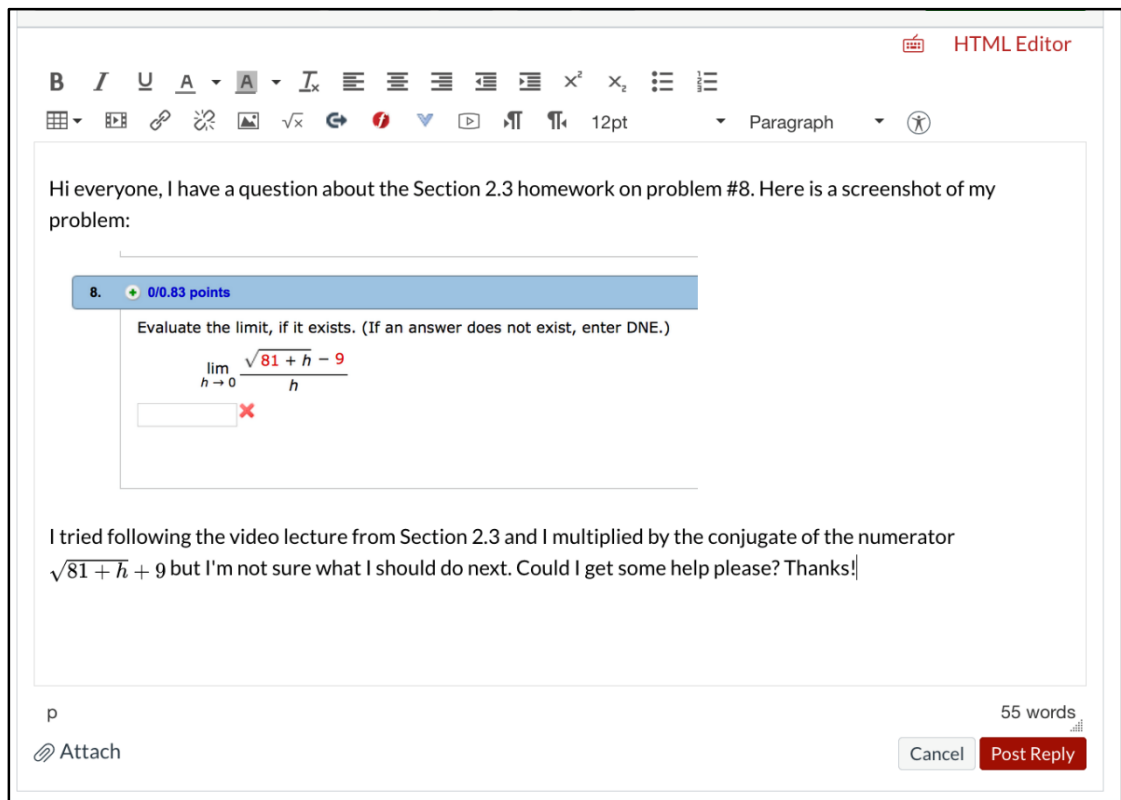 HTML Editor
B I U A A Tx x² x₂
√x 12pt Paragraph
Hi everyone, I have a question about the Section 2.3 homework on problem #8. Here is a screenshot of my
problem:
8. 0/0.83 points
Evaluate the limit, if it exists. (If an answer does not exist, enter DNE.)
lim h → 0 (√(81 + h) − 9) / h
I tried following the video lecture from Section 2.3 and I multiplied by the conjugate of the numerator
√(81 + h) + 9 but I'm not sure what I should do next. Could I get some help please? Thanks!
p 55 words
Attach Cancel Post Reply